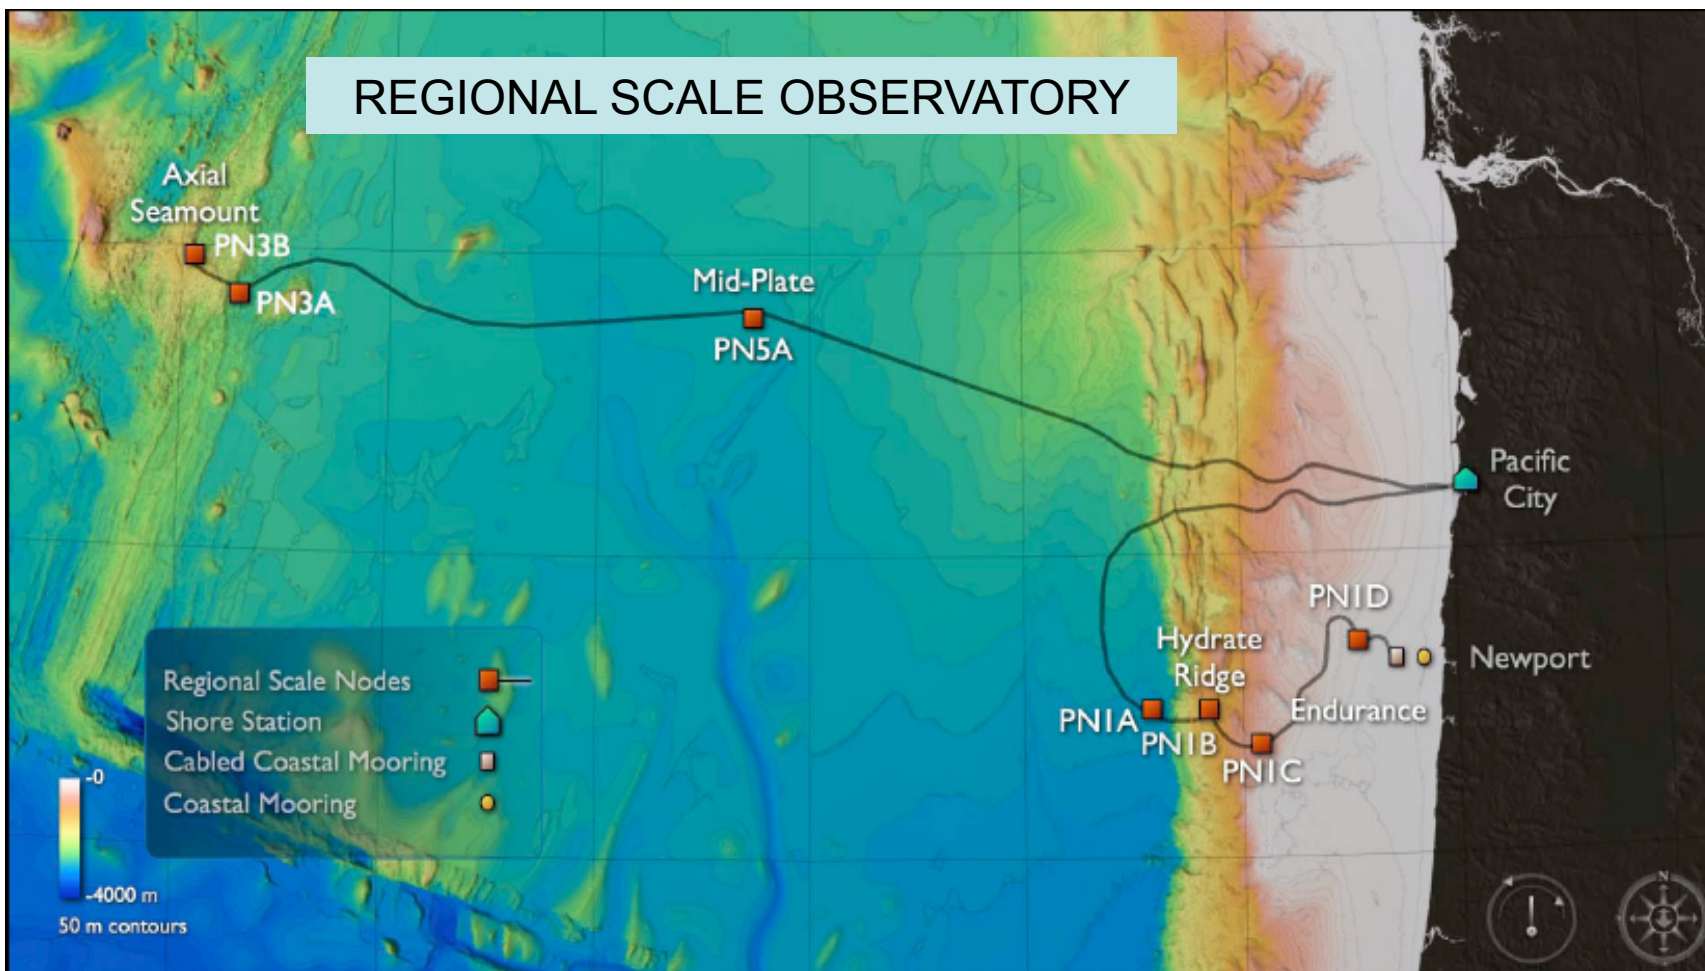 REGIONAL SCALE OBSERVATORY
Axial
Seamount
PN3B
PN3A
Mid-Plate
PN5A
Pacific
City
PN1D
Hydrate
Ridge
Newport
Endurance
PN1A
PN1B
PN1C
Regional Scale Nodes
Shore Station
Cabled Coastal Mooring
Coastal Mooring
-0
-4000 m
50 m contours
N